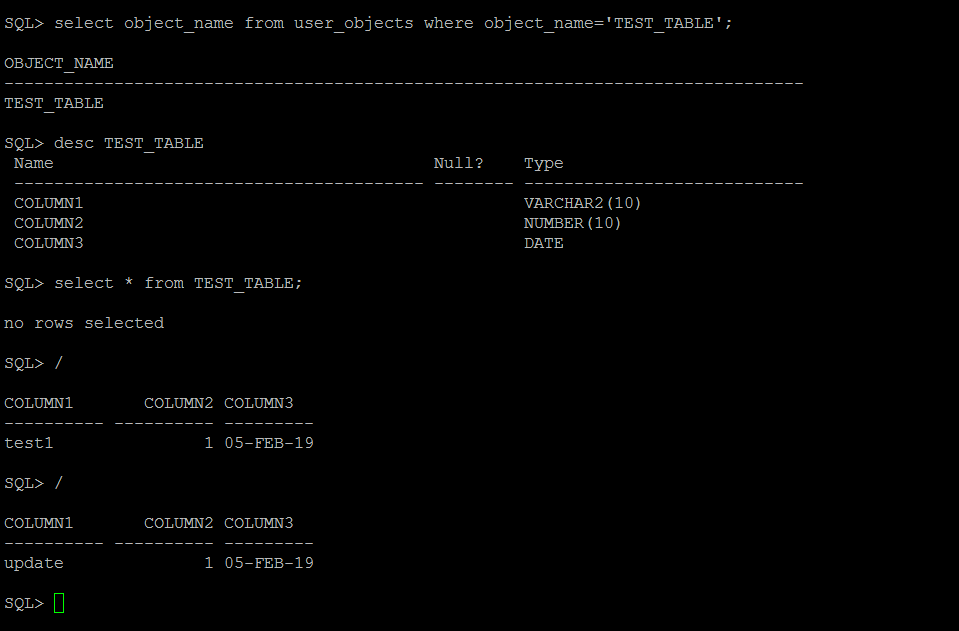 SQL> select object_name from user_objects where object_name='TEST_TABLE';
OBJECT_NAME
--------------------------------------------------------------------------------
TEST_TABLE
SQL> desc TEST_TABLE
 Name                                      Null?    Type
 ----------------------------------------- -------- ----------------------------
 COLUMN1                                            VARCHAR2(10)
 COLUMN2                                            NUMBER(10)
 COLUMN3                                            DATE
SQL> select * from TEST_TABLE;
no rows selected
SQL> /
COLUMN1       COLUMN2 COLUMN3
---------- ---------- ---------
test1               1 05-FEB-19
SQL> /
COLUMN1       COLUMN2 COLUMN3
---------- ---------- ---------
update              1 05-FEB-19
SQL>